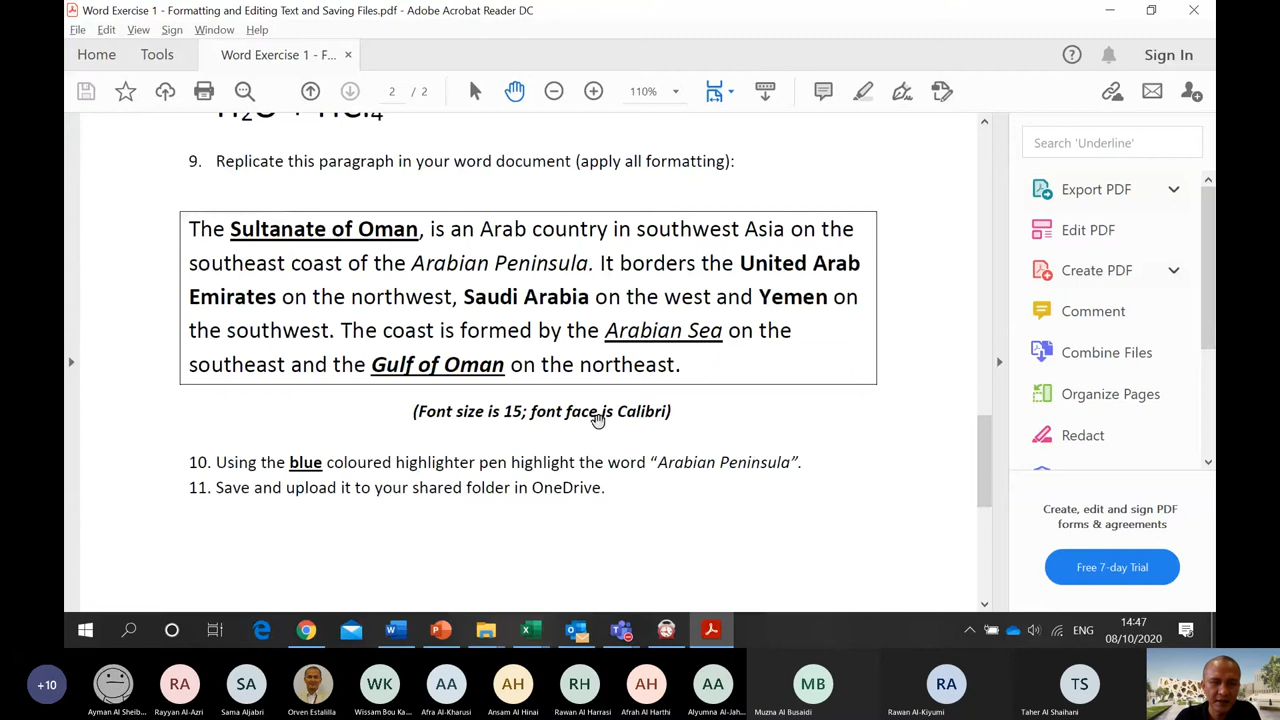 Word Exercise 1 - Formatting and Editing Text and Saving Files.pdf - Adobe Acrobat Reader DC
File Edit View Sign Window Help
Home Tools Word Exercise 1 - F... × Sign In
2 / 2 110%
9. Replicate this paragraph in your word document (apply all formatting):
The Sultanate of Oman, is an Arab country in southwest Asia on the
southeast coast of the Arabian Peninsula. It borders the United Arab
Emirates on the northwest, Saudi Arabia on the west and Yemen on
the southwest. The coast is formed by the Arabian Sea on the
southeast and the Gulf of Oman on the northeast.
(Font size is 15; font face is Calibri)
10. Using the blue coloured highlighter pen highlight the word “Arabian Peninsula”.
11. Save and upload it to your shared folder in OneDrive.
Search 'Underline'
Export PDF
Edit PDF
Create PDF
Comment
Combine Files
Organize Pages
Redact
Create, edit and sign PDF
forms & agreements
Free 7-day Trial
ENG
14:47
08/10/2020
+10 RA SA WK AA AH RH AH AA MB RA TS
Ayman Al Sheib... Rayyan Al-Azri Sama Aljabri Orven Estalilla Wissam Bou Ka... Afra Al-Kharusi Ansam Al Hinai Rawan Al Harrasi Afrah Al Harthi Alyumna Al-Jah... Muzna Al Busaidi Rawan Al-Kiyumi Taher Al Shaihani